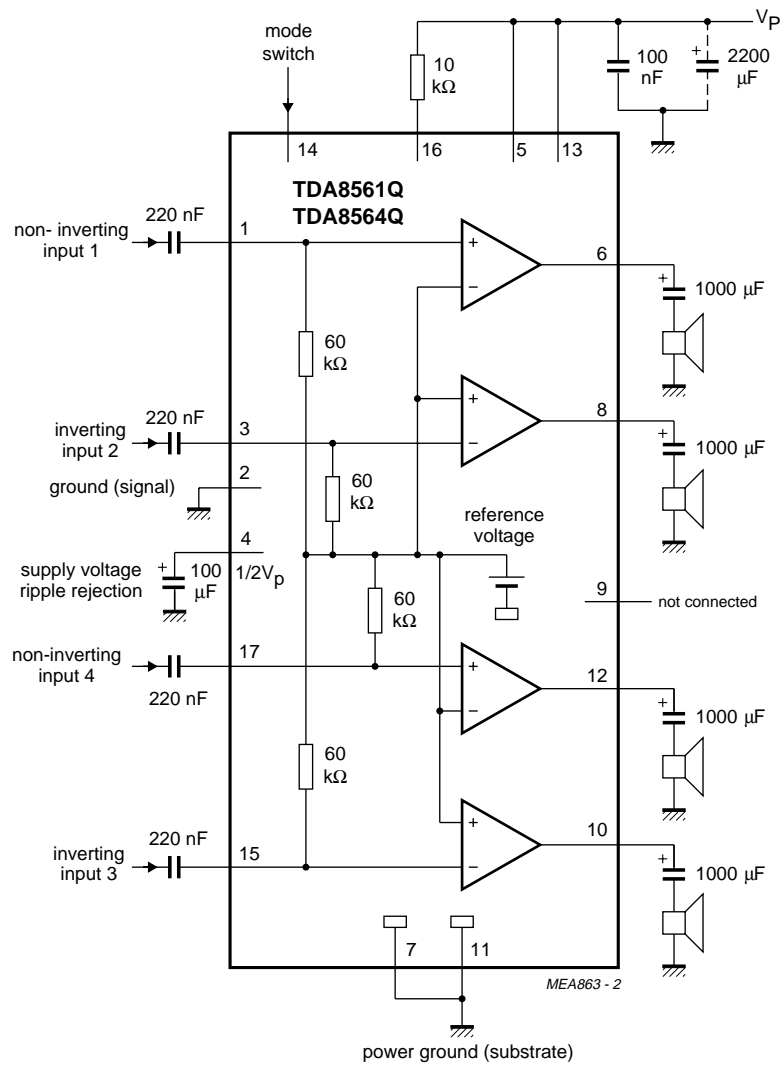 mode
switch
V_P
10
kΩ
100
nF
+
2200
μF
14
16
5
13
TDA8561Q
TDA8564Q
non- inverting
input 1
220 nF
1
+
−
6
+
1000 μF
60
kΩ
inverting
input 2
220 nF
3
+
−
8
+
1000 μF
ground (signal)
2
60
kΩ
reference
voltage
supply voltage
ripple rejection
+
100
μF
4
1/2V_p
60
kΩ
9
not connected
non-inverting
input 4
220 nF
17
+
−
12
+
1000 μF
60
kΩ
inverting
input 3
220 nF
15
+
−
10
+
1000 μF
7
11
MEA863 - 2
power ground (substrate)